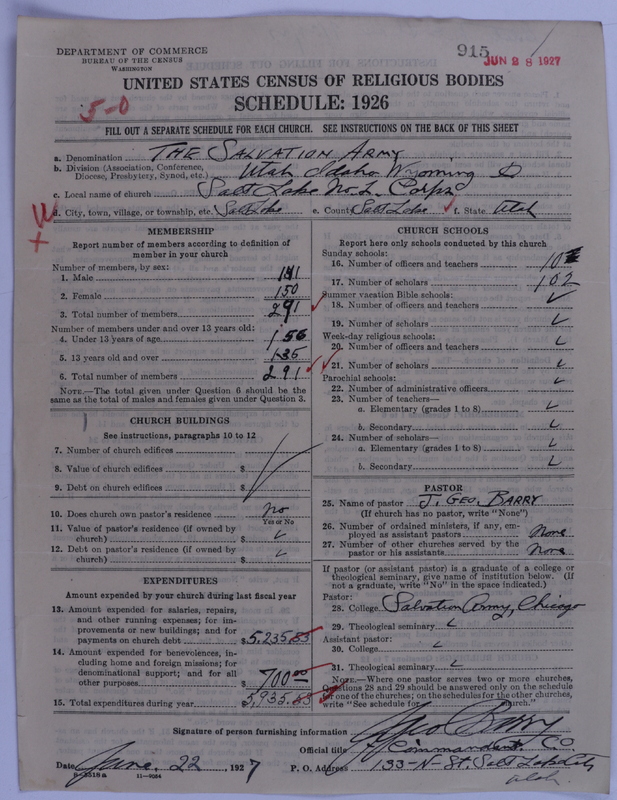 DEPARTMENT OF COMMERCE
BUREAU OF THE CENSUS
WASHINGTON
915
JUN 28 1927
UNITED STATES CENSUS OF RELIGIOUS BODIES
SCHEDULE: 1926
5-0
FILL OUT A SEPARATE SCHEDULE FOR EACH CHURCH. SEE INSTRUCTIONS ON THE BACK OF THIS SHEET
a. Denomination THE SALVATION ARMY
b. Division (Association, Conference, Diocese, Presbytery, Synod, etc.) Utah Idaho Wyoming D
c. Local name of church Salt Lake No. 2 Corps
d. City, town, village, or township, etc. Salt Lake e. County Salt Lake f. State Utah
MEMBERSHIP
Report number of members according to definition of
member in your church
Number of members, by sex:
1. Male 141
2. Female 150
3. Total number of members 291
Number of members under and over 13 years old:
4. Under 13 years of age 156
5. 13 years old and over 135
6. Total number of members 291
NOTE.—The total given under Question 6 should be the
same as the total of males and females given under Question 3.
CHURCH BUILDINGS
See instructions, paragraphs 10 to 12
7. Number of church edifices
8. Value of church edifices $
9. Debt on church edifices $
10. Does church own pastor's residence No
Yes or No
11. Value of pastor's residence (if owned by
church) $
12. Debt on pastor's residence (if owned by
church) $
EXPENDITURES
Amount expended by your church during last fiscal year
13. Amount expended for salaries, repairs,
and other running expenses; for im-
provements or new buildings; and for
payments on church debt $5,235.85
14. Amount expended for benevolences, in-
cluding home and foreign missions; for
denominational support; and for all
other purposes $700.00
15. Total expenditures during year $5,935.85
CHURCH SCHOOLS
Report here only schools conducted by this church
Sunday schools:
16. Number of officers and teachers
17. Number of scholars 102
Summer vacation Bible schools:
18. Number of officers and teachers
19. Number of scholars
Week-day religious schools:
20. Number of officers and teachers
21. Number of scholars
Parochial schools:
22. Number of administrative officers
23. Number of teachers—
a. Elementary (grades 1 to 8)
b. Secondary
24. Number of scholars—
a. Elementary (grades 1 to 8)
b. Secondary
PASTOR
25. Name of pastor J. GEO. BARRY
(If church has no pastor, write "None")
26. Number of ordained ministers, if any, em-
ployed as assistant pastors None
27. Number of other churches served by the
pastor or his assistants None
If pastor (or assistant pastor) is a graduate of a college or
theological seminary, give name of institution below. (If
not a graduate, write "No" in the space indicated.)
Pastor:
28. College Salvation Army, Chicago
29. Theological seminary
Assistant pastor:
30. College
31. Theological seminary
NOTE.—Where one pastor serves two or more churches,
Questions 28 and 29 should be answered only on the schedule
for one of the churches; on the schedules for the other churches,
write "See schedule for church."
Signature of person furnishing information J Geo Barry
Official title Commandant CO
Date June 22, 1927 P. O. Address 133-N-St. Salt Lake City
Utah.
8-3518a 11-9064